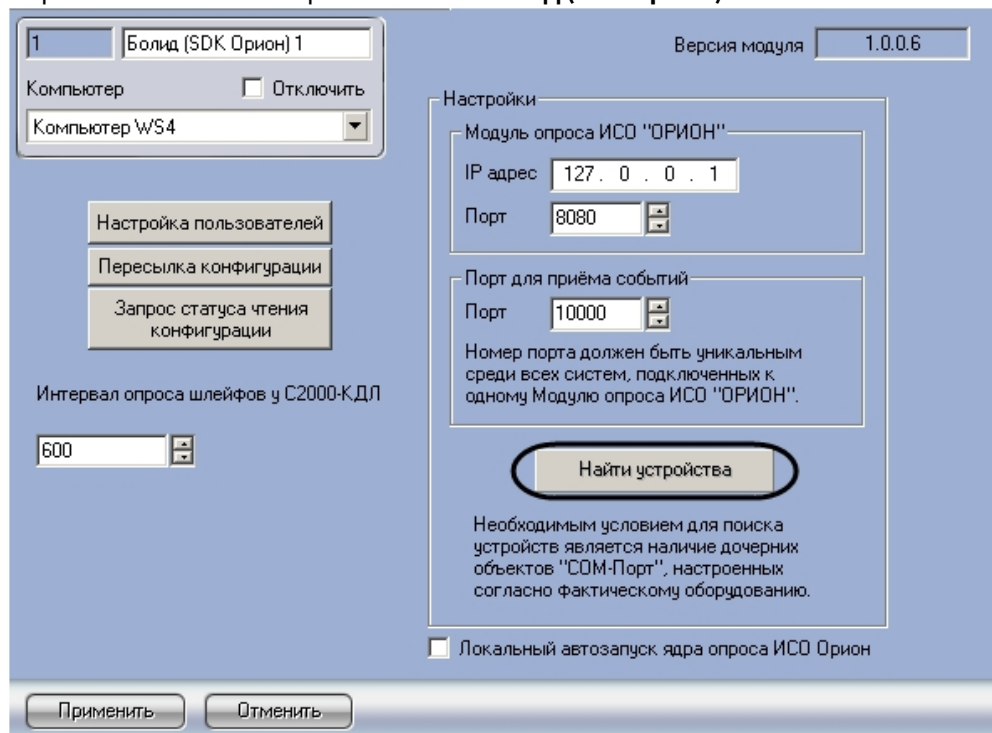 1
Болид (SDK Орион) 1
Компьютер
Отключить
Компьютер WS4
Версия модуля
1.0.0.6
Настройка пользователей
Пересылка конфигурации
Запрос статуса чтения
конфигурации
Интервал опроса шлейфов у С2000-КДЛ
600
Настройки
Модуль опроса ИСО "ОРИОН"
IP адрес
127. 0 . 0 . 1
Порт
8080
Порт для приёма событий
Порт
10000
Номер порта должен быть уникальным
среди всех систем, подключенных к
одному Модулю опроса ИСО "ОРИОН".
Найти устройства
Необходимым условием для поиска
устройств является наличие дочерних
объектов "СОМ-Порт", настроенных
согласно фактическому оборудованию.
Локальный автозапуск ядра опроса ИСО Орион
Применить
Отменить